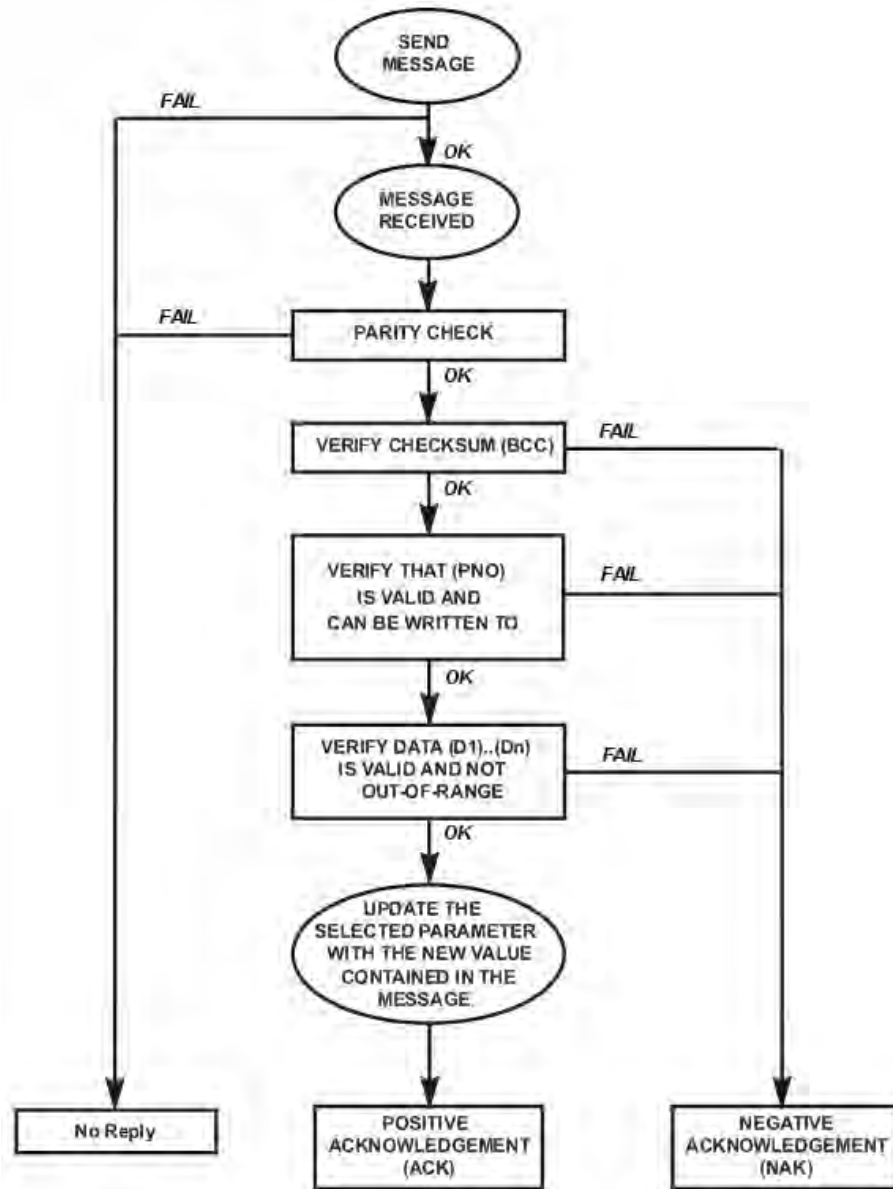 SEND
MESSAGE
FAIL
OK
MESSAGE
RECEIVED
FAIL
PARITY CHECK
OK
VERIFY CHECKSUM (BCC)
FAIL
OK
VERIFY THAT (PNO)
IS VALID AND
CAN BE WRITTEN TO
FAIL
OK
VERIFY DATA (D1)..(Dn)
IS VALID AND NOT
OUT-OF-RANGE
FAIL
OK
UPDATE THE
SELECTED PARAMETER
WITH THE NEW VALUE
CONTAINED IN THE
MESSAGE
No Reply
POSITIVE
ACKNOWLEDGEMENT
(ACK)
NEGATIVE
ACKNOWLEDGEMENT
(NAK)